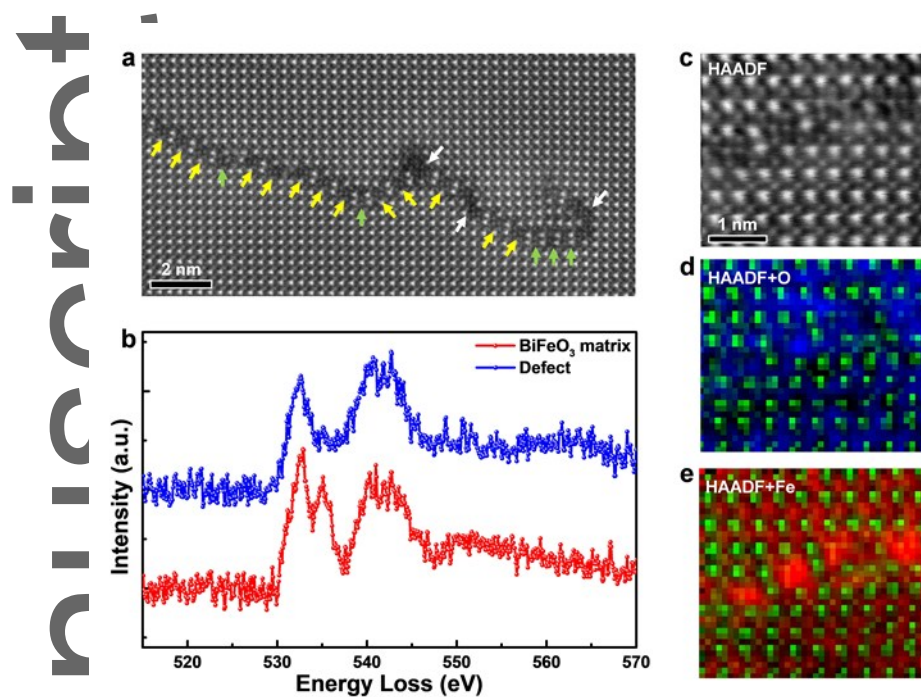 nuscript
a
2 nm
b
BiFeO₃ matrix
Defect
Intensity (a.u.)
520 530 540 550 560 570
Energy Loss (eV)
c
HAADF
1 nm
d
HAADF+O
e
HAADF+Fe